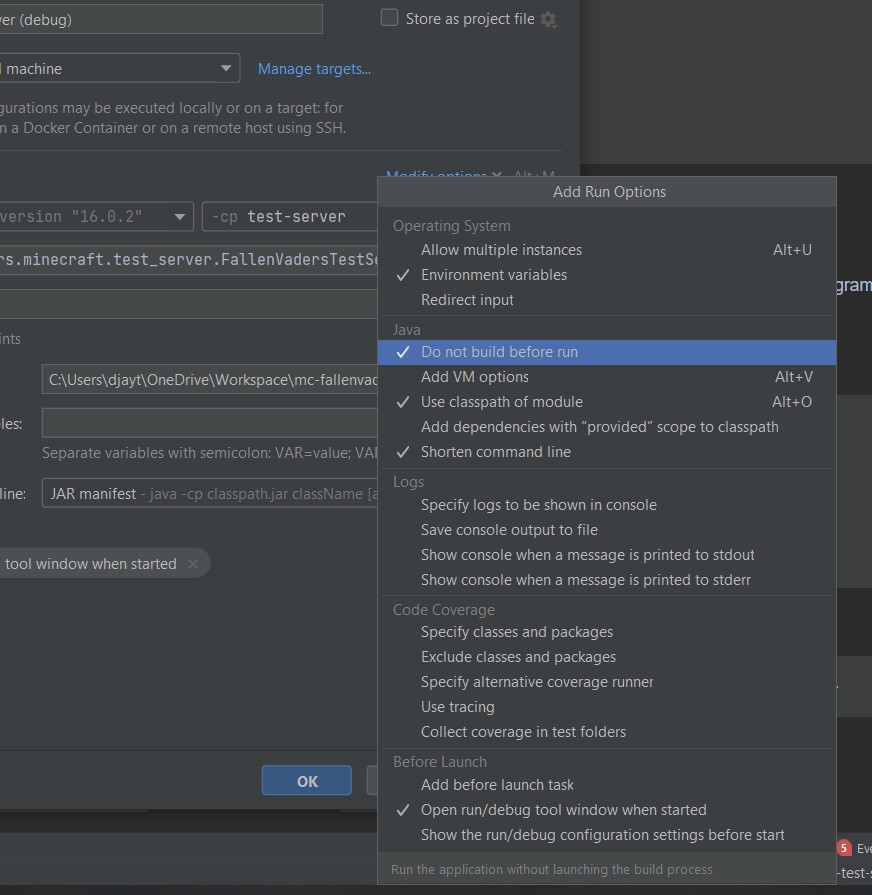 ver (debug)
Store as project file
machine
Manage targets...
gurations may be executed locally or on a target: for
n a Docker Container or on a remote host using SSH.
Modify options Alt+M
Add Run Options
Operating System
version "16.0.2"
-cp test-server
Allow multiple instances Alt+U
rs.minecraft.test_server.FallenVadersTestSe
Environment variables
gram
Redirect input
ints
Java
Do not build before run
C:\Users\djayt\OneDrive\Workspace\mc-fallenvad
Add VM options Alt+V
Use classpath of module Alt+O
les:
Add dependencies with “provided” scope to classpath
Separate variables with semicolon: VAR=value; VA
Shorten command line
Logs
line:
JAR manifest - java -cp classpath.jar className [a
Specify logs to be shown in console
Save console output to file
Show console when a message is printed to stdout
tool window when started
Show console when a message is printed to stderr
Code Coverage
Specify classes and packages
Exclude classes and packages
Specify alternative coverage runner
Use tracing
Collect coverage in test folders
Before Launch
OK
Add before launch task
Open run/debug tool window when started
Show the run/debug configuration settings before start
5 Eve
Run the application without launching the build process
-test-s